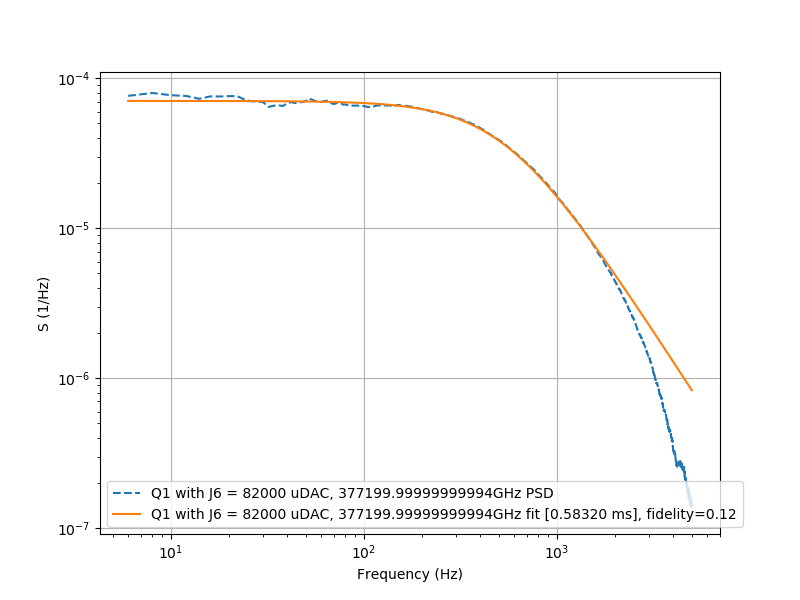 10⁻⁴
10⁻⁵
10⁻⁶
10⁻⁷
S (1/Hz)
Q1 with J6 = 82000 uDAC, 377199.99999999994GHz PSD
Q1 with J6 = 82000 uDAC, 377199.99999999994GHz fit [0.58320 ms], fidelity=0.12
10¹ 10² 10³
Frequency (Hz)